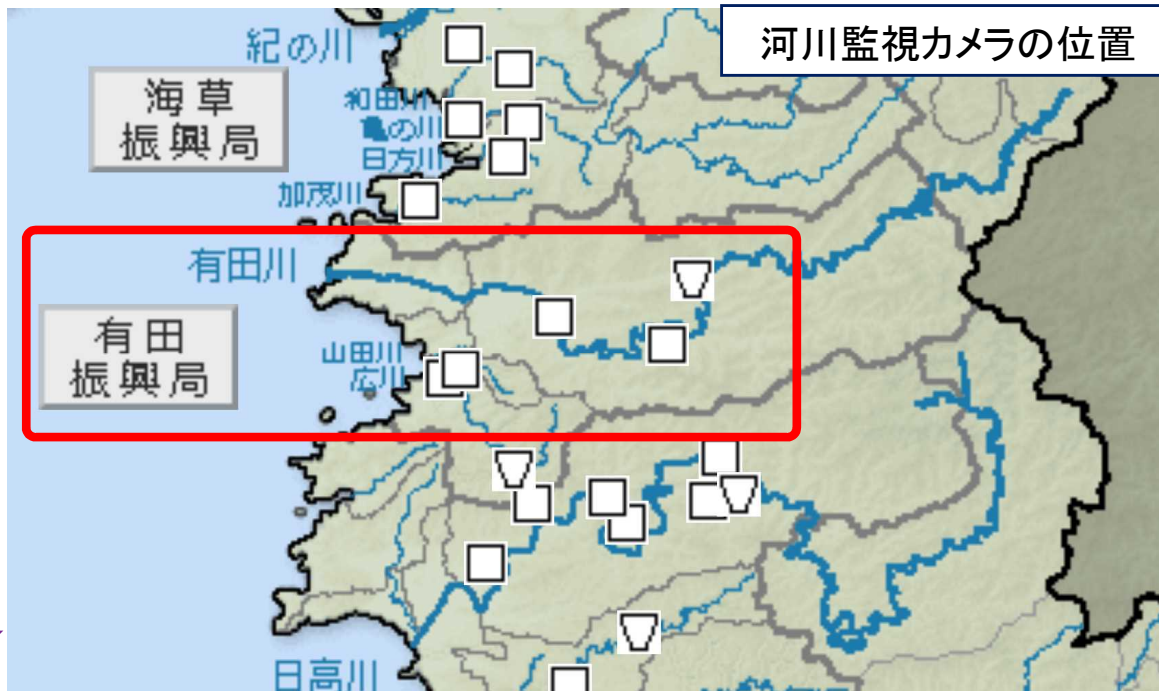 河川監視カメラの位置
紀の川
海草
振興局
和田川
亀の川
日方川
加茂川
有田川
有田
振興局
山田川
広川
日高川